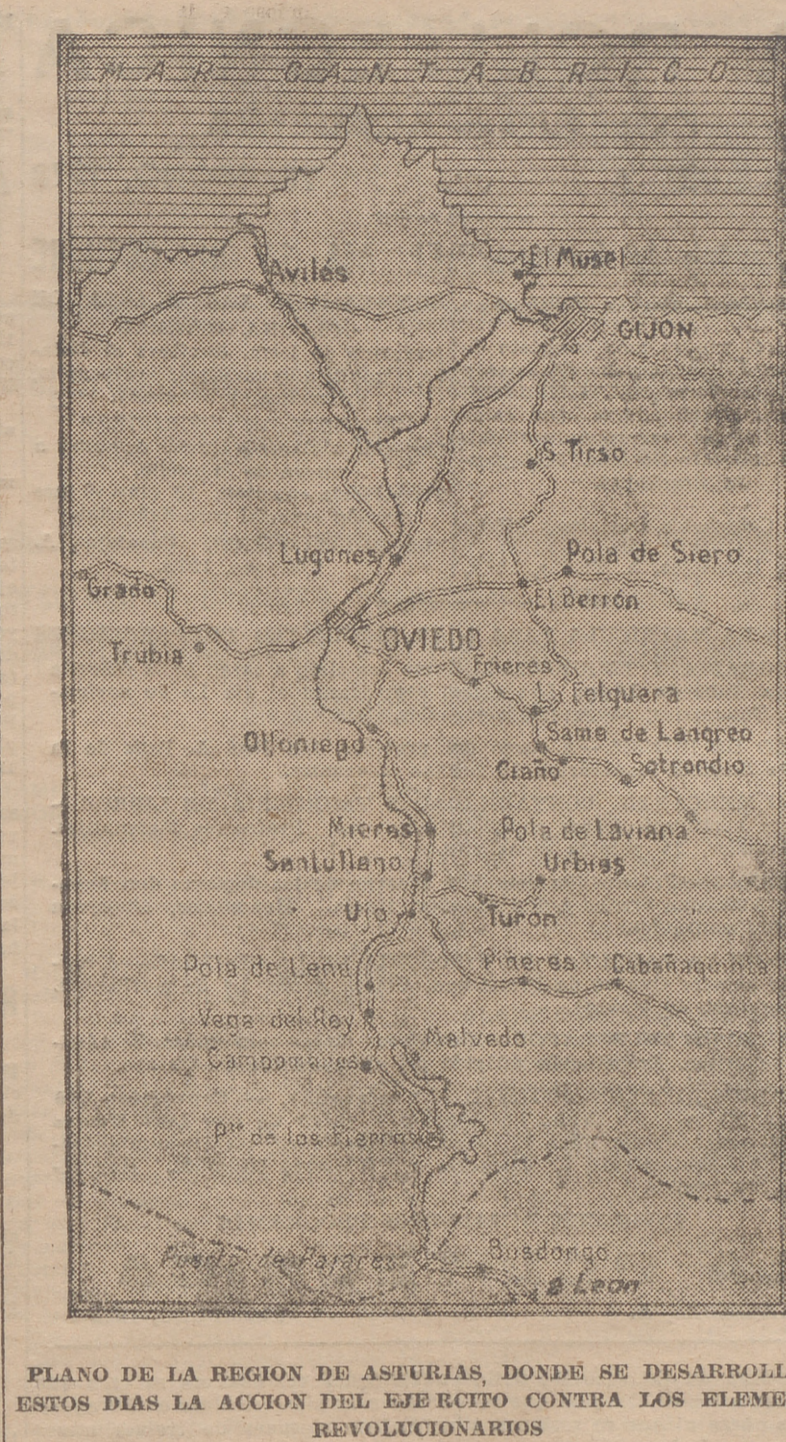 MAR CANTABRICO
El Musel
Avilés
GIJON
S Tirso
Lugones
Pola de Siero
Grado
El Berrón
OVIEDO
Trubia
Frieres
La Felguera
Sama de Langreo
Olloniego
Ciaño
Sotrondio
Mieres
Pola de Laviana
Santullano
Urbies
Ujo
Turón
Pola de Lena
Piñeres
Cabañaquinta
Vega del Rey
Malvedo
Campomanes
Pte de los Fierros
Busdongo
Puerto de Pajares
a Leon
PLANO DE LA REGION DE ASTURIAS, DONDE SE DESARROLL
ESTOS DIAS LA ACCION DEL EJERCITO CONTRA LOS ELEME
REVOLUCIONARIOS